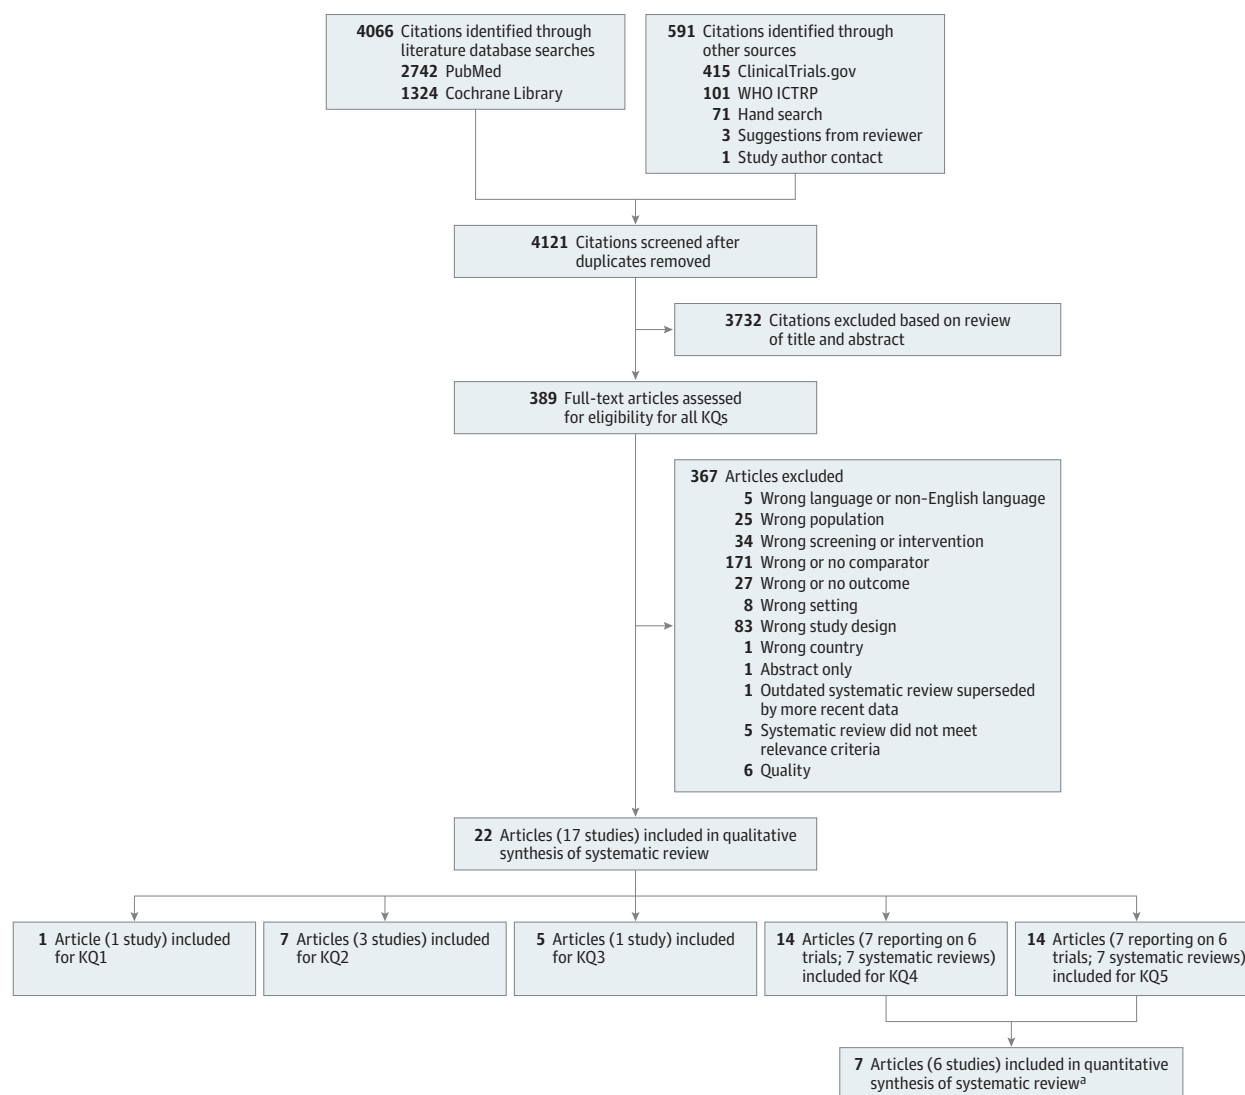 4066 Citations identified through
literature database searches
2742 PubMed
1324 Cochrane Library
591 Citations identified through
other sources
415 ClinicalTrials.gov
101 WHO ICTRP
71 Hand search
3 Suggestions from reviewer
1 Study author contact
4121 Citations screened after
duplicates removed
3732 Citations excluded based on review
of title and abstract
389 Full-text articles assessed
for eligibility for all KQs
367 Articles excluded
5 Wrong language or non-English language
25 Wrong population
34 Wrong screening or intervention
171 Wrong or no comparator
27 Wrong or no outcome
8 Wrong setting
83 Wrong study design
1 Wrong country
1 Abstract only
1 Outdated systematic review superseded
by more recent data
5 Systematic review did not meet
relevance criteria
6 Quality
22 Articles (17 studies) included in qualitative
synthesis of systematic review
1 Article (1 study) included
for KQ1
7 Articles (3 studies) included
for KQ2
5 Articles (1 study) included
for KQ3
14 Articles (7 reporting on 6
trials; 7 systematic reviews)
included for KQ4
14 Articles (7 reporting on 6
trials; 7 systematic reviews)
included for KQ5
7 Articles (6 studies) included in quantitative
synthesis of systematic reviewa